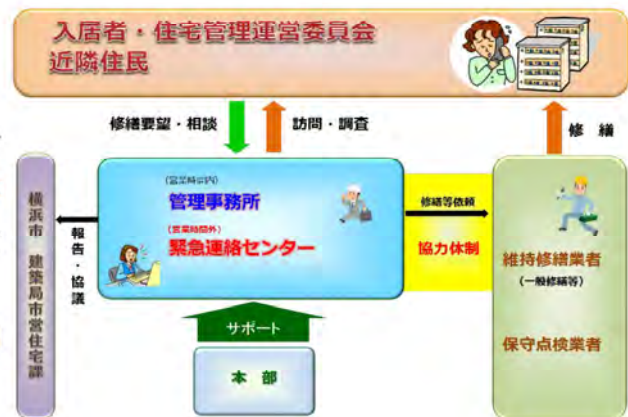 入居者・住宅管理運営委員会
近隣住民
修繕要望・相談
訪問・調査
修 繕
横浜市 建築局市営住宅課
報告・協議
(営業時間内)
管理事務所
(営業時間外)
緊急連絡センター
修繕等依頼
協力体制
維持修繕業者
(一般修繕等)
保守点検業者
サポート
本 部